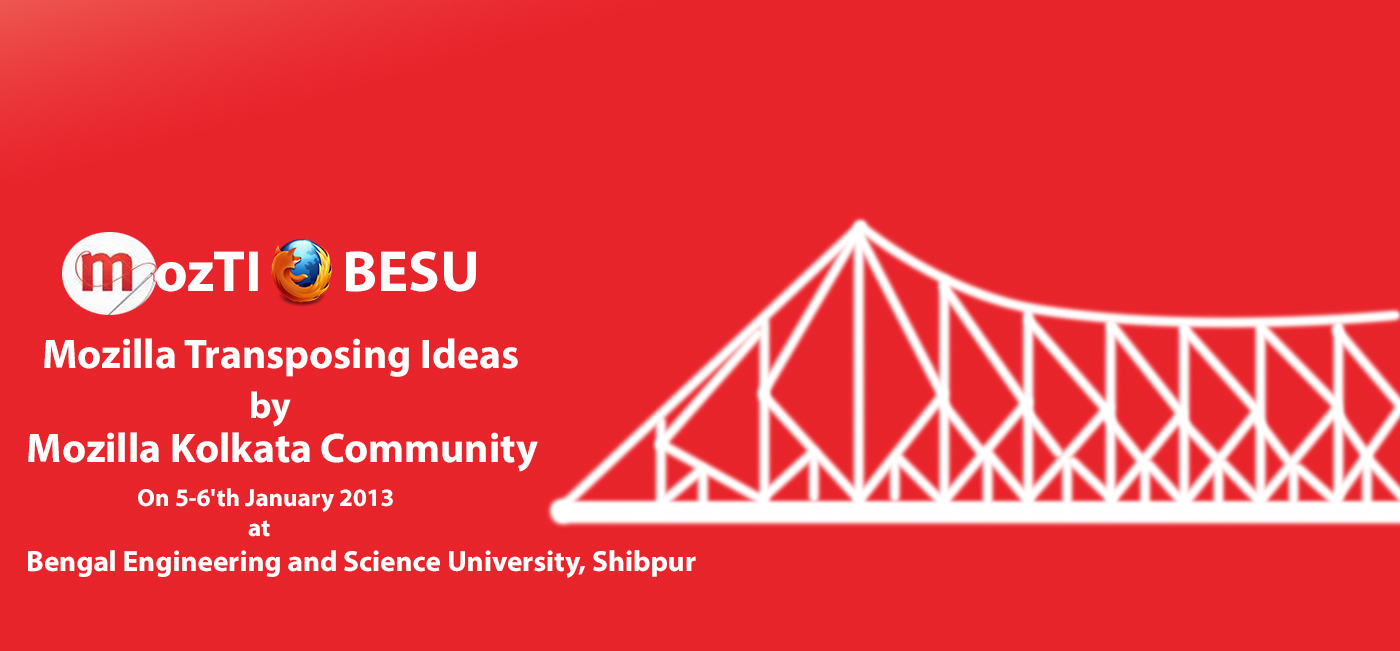 mozTI BESU
Mozilla Transposing Ideas
by
Mozilla Kolkata Community
On 5-6'th January 2013
at
Bengal Engineering and Science University, Shibpur